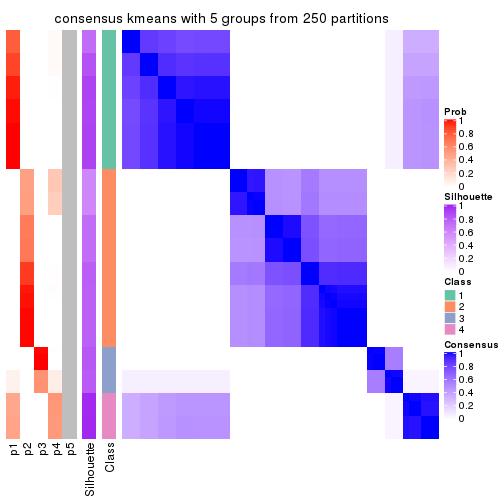 consensus kmeans with 5 groups from 250 partitions
Prob
1
0.8
0.6
0.4
0.2
0
Silhouette
1
0.8
0.6
0.4
0.2
0
Class
1
2
3
4
Consensus
1
0.8
0.6
0.4
0.2
0
p1
p2
p3
p4
p5
Silhouette
Class